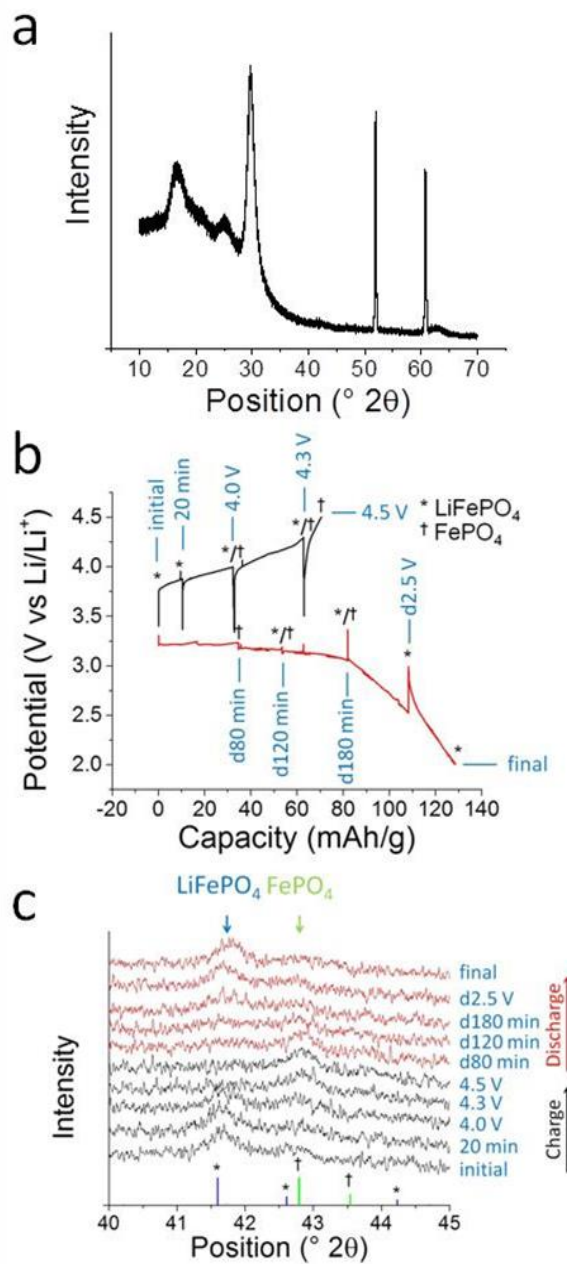 a
Intensity
10 20 30 40 50 60 70
Position (° 2θ)
b
initial
20 min
4.0 V
4.3 V
4.5 V
* LiFePO₄
† FePO₄
* * */† */† †
d2.5 V
† */† */† * *
d80 min
d120 min
d180 min
final
Potential (V vs Li/Li⁺)
4.5
4.0
3.5
3.0
2.5
2.0
-20 0 20 40 60 80 100 120 140
Capacity (mAh/g)
c
LiFePO₄ FePO₄
final
d2.5 V
d180 min
d120 min
d80 min
4.5 V
4.3 V
4.0 V
20 min
initial
Discharge
Charge
Intensity
* * † † *
40 41 42 43 44 45
Position (° 2θ)